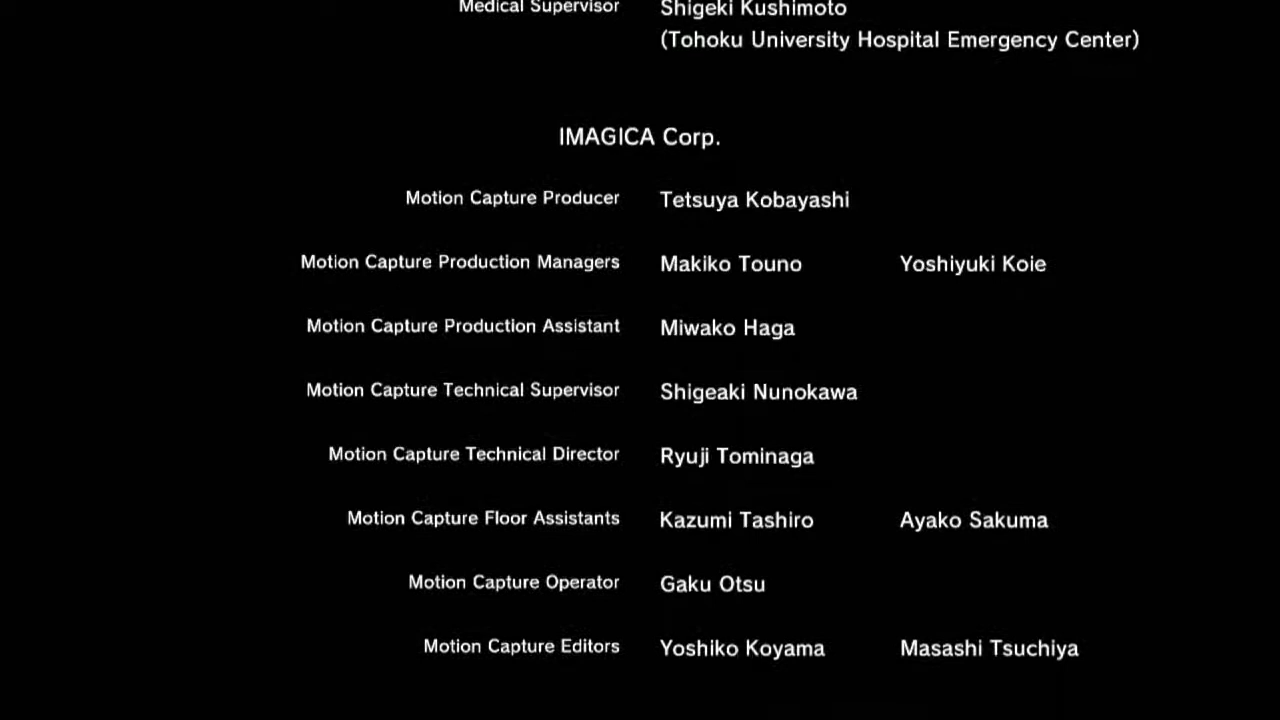 Medical Supervisor Shigeki Kushimoto
(Tohoku University Hospital Emergency Center)
IMAGICA Corp.
Motion Capture Producer Tetsuya Kobayashi
Motion Capture Production Managers Makiko Touno Yoshiyuki Koie
Motion Capture Production Assistant Miwako Haga
Motion Capture Technical Supervisor Shigeaki Nunokawa
Motion Capture Technical Director Ryuji Tominaga
Motion Capture Floor Assistants Kazumi Tashiro Ayako Sakuma
Motion Capture Operator Gaku Otsu
Motion Capture Editors Yoshiko Koyama Masashi Tsuchiya